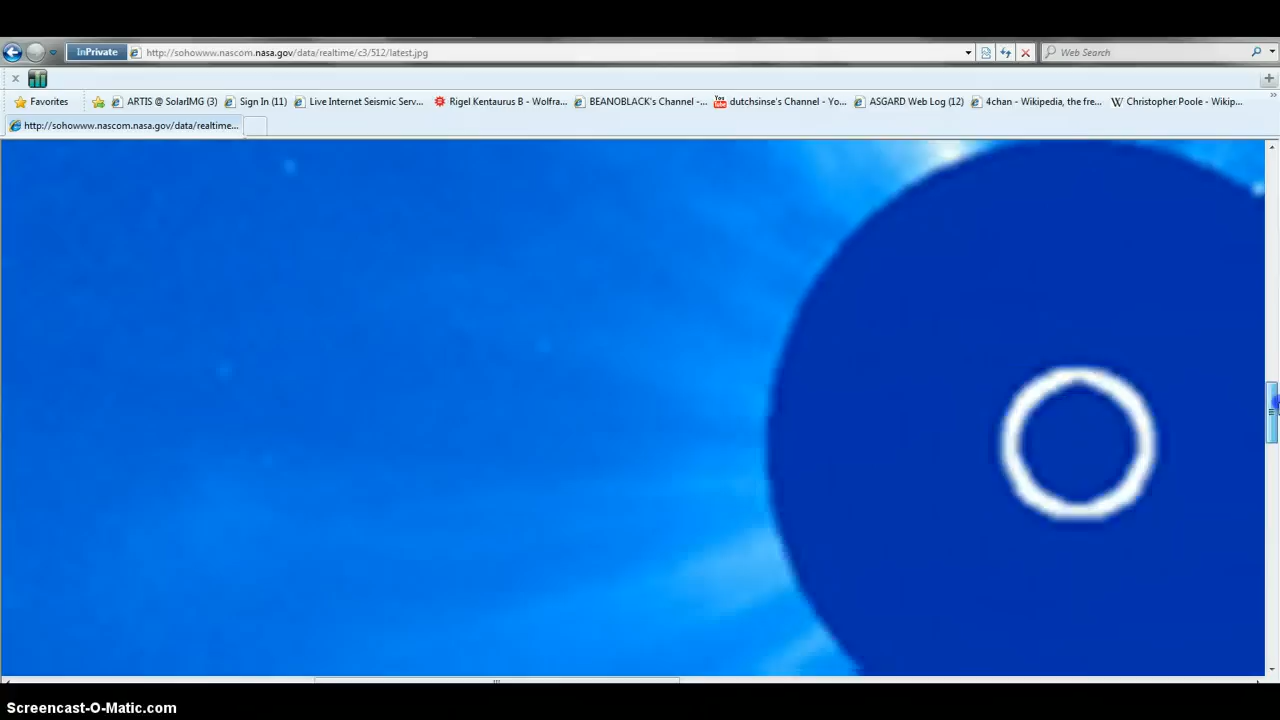 InPrivate http://sohowww.nascom.nasa.gov/data/realtime/c3/512/latest.jpg Web Search
x
Favorites ARTIS @ SolarIMG (3) Sign In (11) Live Internet Seismic Serv... Rigel Kentaurus B - Wolfra... BEANOBLACK's Channel -... You Tube dutchsinse's Channel - Yo... ASGARD Web Log (12) 4chan - Wikipedia, the fre... W Christopher Poole - Wikip... »
http://sohowww.nascom.nasa.gov/data/realtime...
Screencast-O-Matic.com